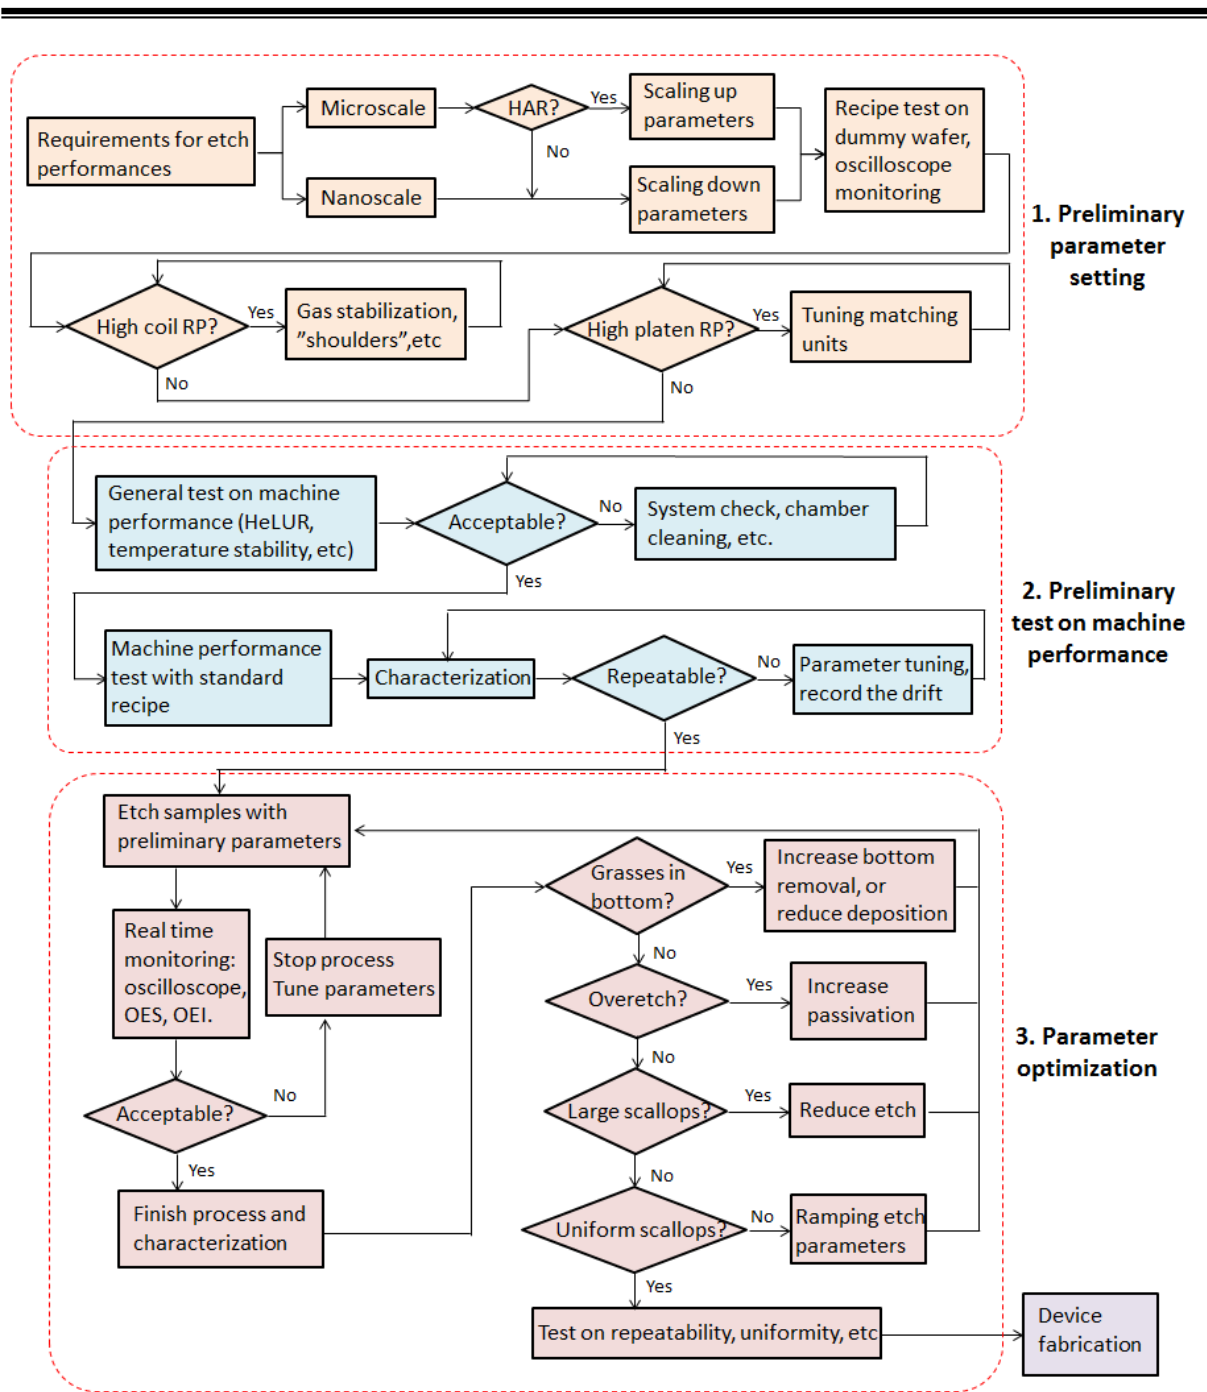 Requirements for etch
performances
Microscale
HAR?
Yes
No
Scaling up
parameters
Nanoscale
Scaling down
parameters
Recipe test on
dummy wafer,
oscilloscope
monitoring
1. Preliminary
parameter
setting
High coil RP?
Yes
No
Gas stabilization,
”shoulders”,etc
High platen RP?
Yes
No
Tuning matching
units
General test on machine
performance (HeLUR,
temperature stability, etc)
Acceptable?
No
Yes
System check, chamber
cleaning, etc.
2. Preliminary
test on machine
performance
Machine performance
test with standard
recipe
Characterization
Repeatable?
No
Yes
Parameter tuning,
record the drift
Etch samples with
preliminary parameters
Real time
monitoring:
oscilloscope,
OES, OEI.
Stop process
Tune parameters
Acceptable?
No
Yes
Finish process and
characterization
Grasses in
bottom?
Yes
No
Increase bottom
removal, or
reduce deposition
Overetch?
Yes
No
Increase
passivation
Large scallops?
Yes
No
Reduce etch
Uniform scallops?
No
Yes
Ramping etch
parameters
3. Parameter
optimization
Test on repeatability, uniformity, etc
Device
fabrication